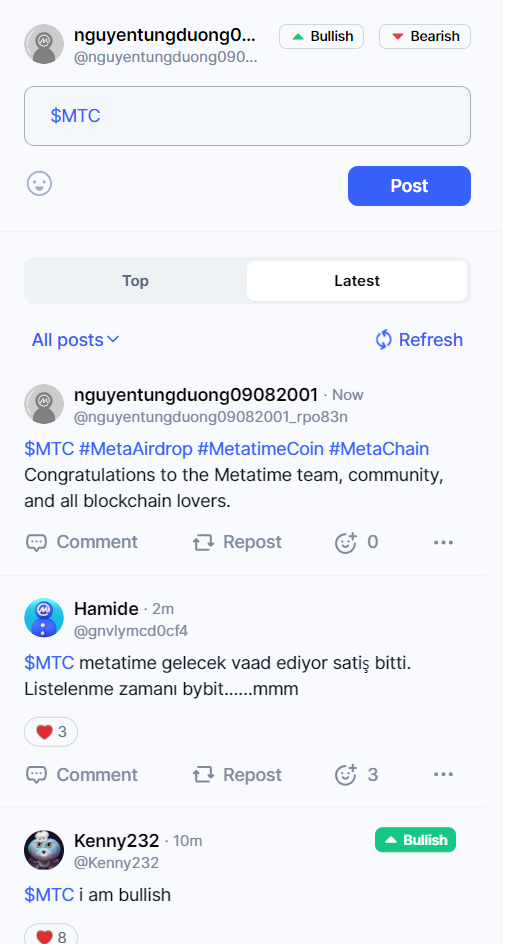 nguyentungduong0...
Bullish
Bearish
@nguyentungduong090...
$MTC
Post
Top
Latest
All posts
Refresh
nguyentungduong09082001 · Now
@nguyentungduong09082001_rpo83n
$MTC #MetaAirdrop #MetatimeCoin #MetaChain
Congratulations to the Metatime team, community,
and all blockchain lovers.
Comment
Repost
0
Hamide · 2m
@gnvlymcd0cf4
$MTC metatime gelecek vaad ediyor satiş bitti.
Listelenme zamanı bybit......mmm
3
Comment
Repost
3
Kenny232 · 10m
Bullish
@Kenny232
$MTC i am bullish
8